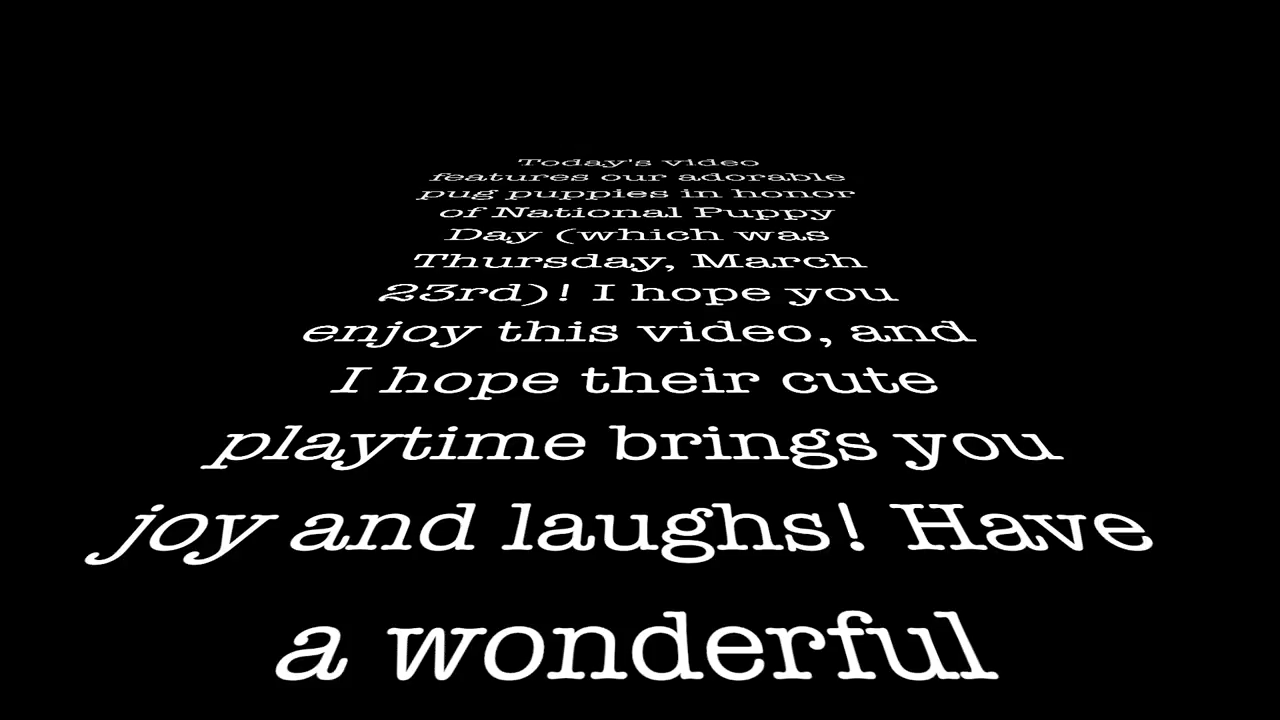 Today's video
features our adorable
pug puppies in honor
of National Puppy
Day (which was
Thursday, March
23rd)! I hope you
enjoy this video, and
I hope their cute
playtime brings you
joy and laughs! Have
a wonderful